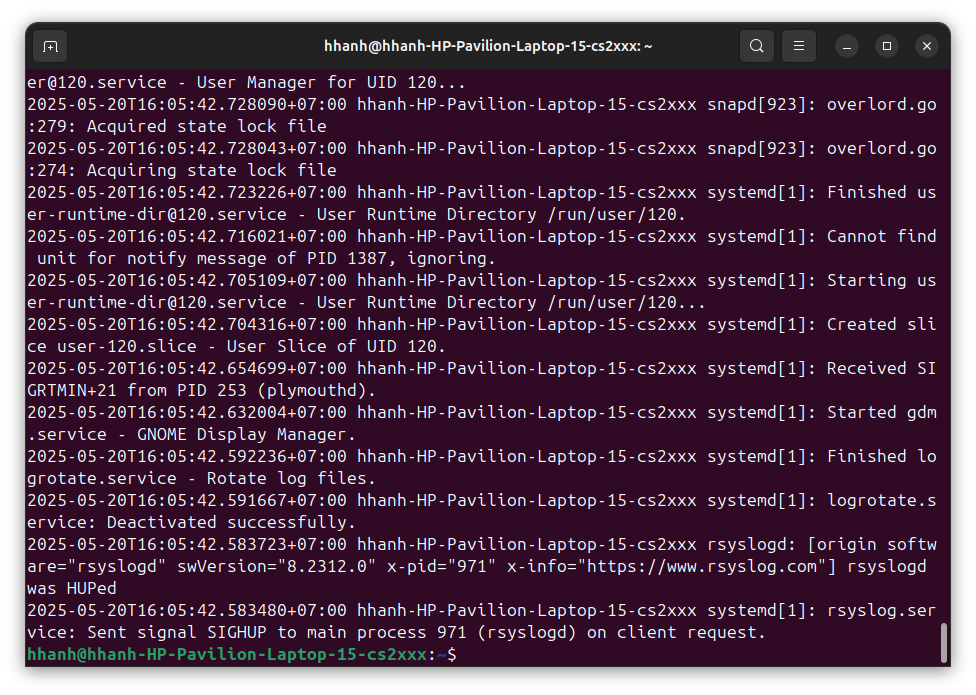 hhanh@hhanh-HP-Pavilion-Laptop-15-cs2xxx: ~
er@120.service - User Manager for UID 120...
2025-05-20T16:05:42.728090+07:00 hhanh-HP-Pavilion-Laptop-15-cs2xxx snapd[923]: overlord.go
:279: Acquired state lock file
2025-05-20T16:05:42.728043+07:00 hhanh-HP-Pavilion-Laptop-15-cs2xxx snapd[923]: overlord.go
:274: Acquiring state lock file
2025-05-20T16:05:42.723226+07:00 hhanh-HP-Pavilion-Laptop-15-cs2xxx systemd[1]: Finished us
er-runtime-dir@120.service - User Runtime Directory /run/user/120.
2025-05-20T16:05:42.716021+07:00 hhanh-HP-Pavilion-Laptop-15-cs2xxx systemd[1]: Cannot find
 unit for notify message of PID 1387, ignoring.
2025-05-20T16:05:42.705109+07:00 hhanh-HP-Pavilion-Laptop-15-cs2xxx systemd[1]: Starting us
er-runtime-dir@120.service - User Runtime Directory /run/user/120...
2025-05-20T16:05:42.704316+07:00 hhanh-HP-Pavilion-Laptop-15-cs2xxx systemd[1]: Created sli
ce user-120.slice - User Slice of UID 120.
2025-05-20T16:05:42.654699+07:00 hhanh-HP-Pavilion-Laptop-15-cs2xxx systemd[1]: Received SI
GRTMIN+21 from PID 253 (plymouthd).
2025-05-20T16:05:42.632004+07:00 hhanh-HP-Pavilion-Laptop-15-cs2xxx systemd[1]: Started gdm
.service - GNOME Display Manager.
2025-05-20T16:05:42.592236+07:00 hhanh-HP-Pavilion-Laptop-15-cs2xxx systemd[1]: Finished lo
grotate.service - Rotate log files.
2025-05-20T16:05:42.591667+07:00 hhanh-HP-Pavilion-Laptop-15-cs2xxx systemd[1]: logrotate.s
ervice: Deactivated successfully.
2025-05-20T16:05:42.583723+07:00 hhanh-HP-Pavilion-Laptop-15-cs2xxx rsyslogd: [origin softw
are="rsyslogd" swVersion="8.2312.0" x-pid="971" x-info="https://www.rsyslog.com"] rsyslogd
was HUPed
2025-05-20T16:05:42.583480+07:00 hhanh-HP-Pavilion-Laptop-15-cs2xxx systemd[1]: rsyslog.ser
vice: Sent signal SIGHUP to main process 971 (rsyslogd) on client request.
hhanh@hhanh-HP-Pavilion-Laptop-15-cs2xxx:~$